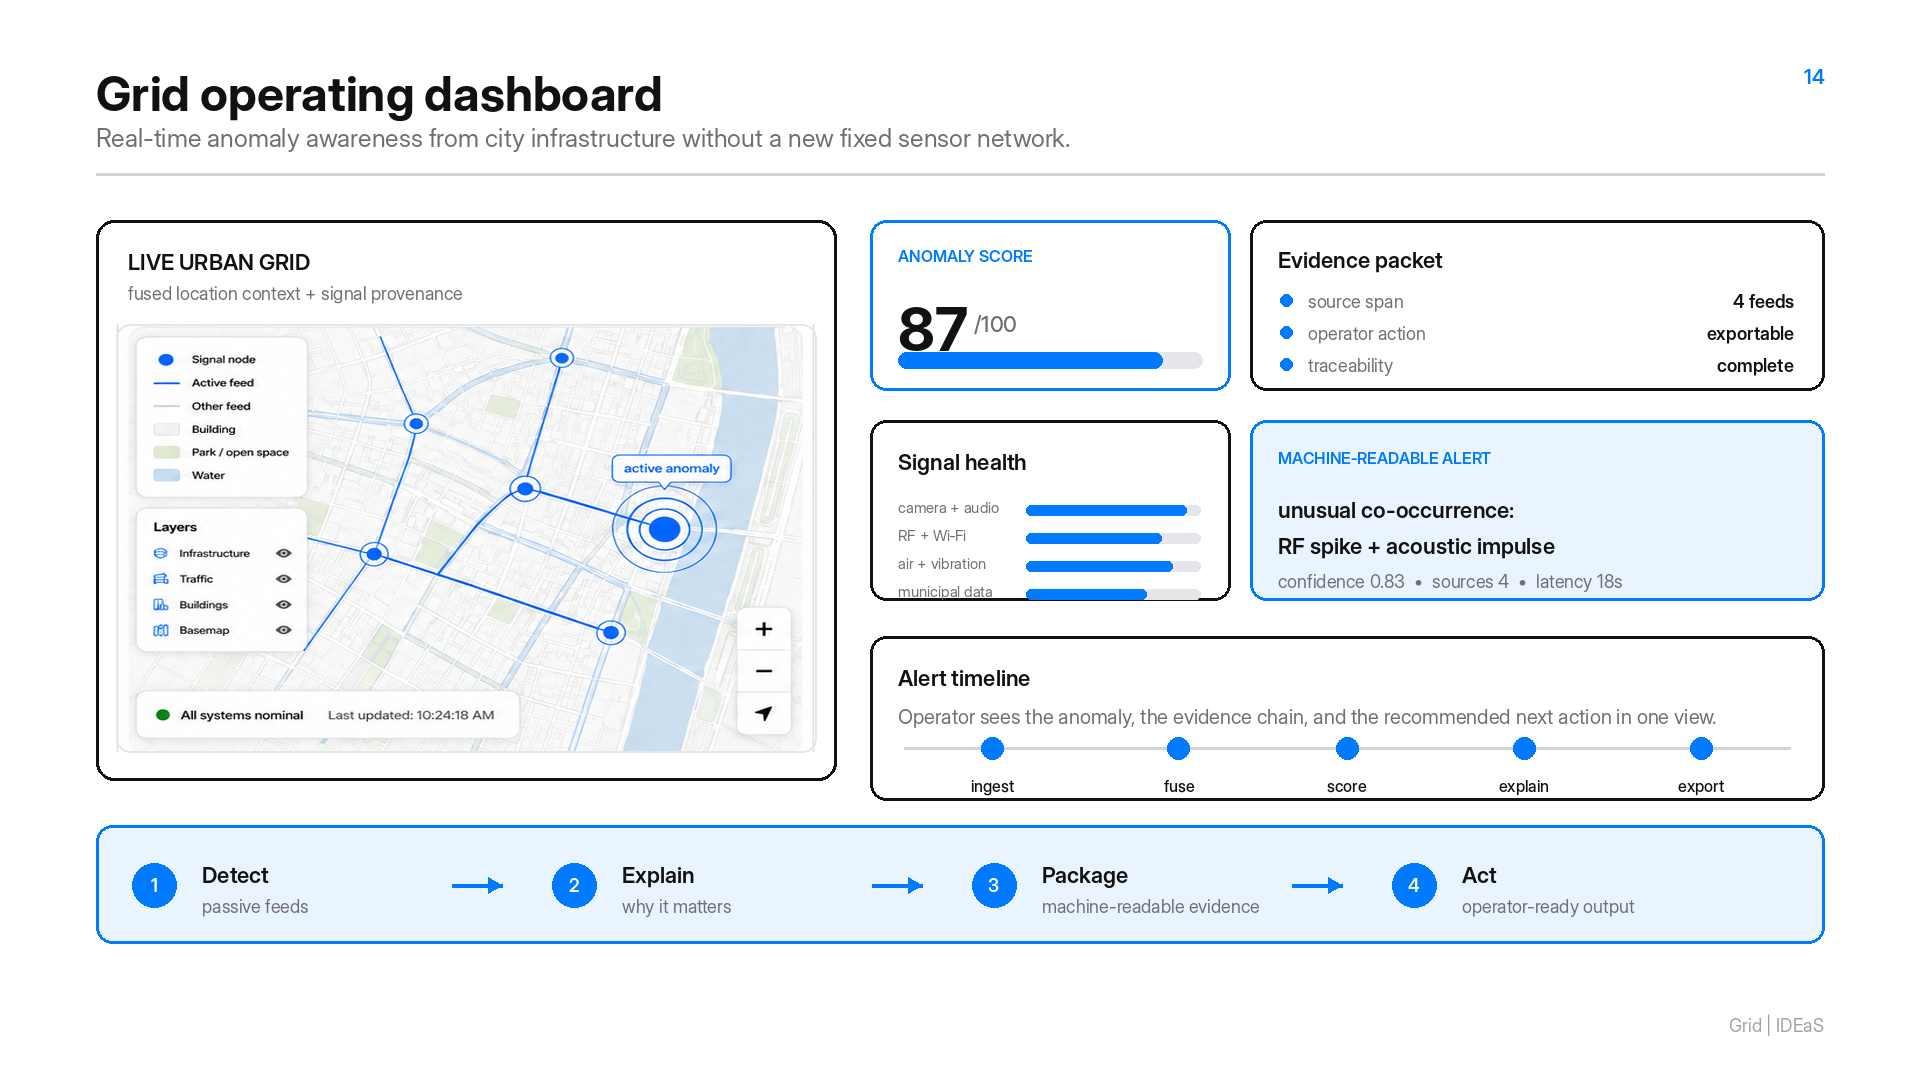 Grid operating dashboard
14
Real-time anomaly awareness from city infrastructure without a new fixed sensor network.
LIVE URBAN GRID
fused location context + signal provenance
Signal node
Active feed
Other feed
Building
Park / open space
Water
Layers
Infrastructure
Traffic
Buildings
Basemap
active anomaly
+
−
All systems nominal Last updated: 10:24:18 AM
ANOMALY SCORE
87 /100
Evidence packet
source span 4 feeds
operator action exportable
traceability complete
Signal health
camera + audio
RF + Wi-Fi
air + vibration
municipal data
MACHINE-READABLE ALERT
unusual co-occurrence:
RF spike + acoustic impulse
confidence 0.83 • sources 4 • latency 18s
Alert timeline
Operator sees the anomaly, the evidence chain, and the recommended next action in one view.
ingest fuse score explain export
1 Detect
passive feeds
2 Explain
why it matters
3 Package
machine-readable evidence
4 Act
operator-ready output
Grid | IDEaS